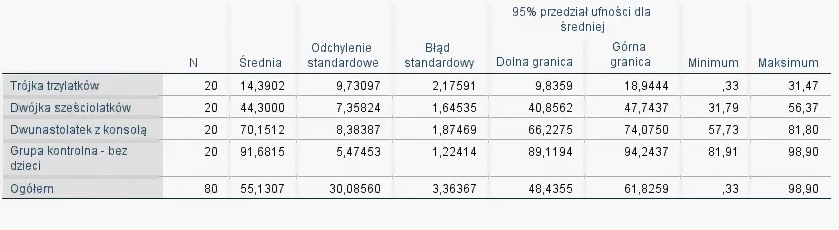 95% przedział ufności dla
średniej
N Średnia Odchylenie standardowe Błąd standardowy Dolna granica Górna granica Minimum Maksimum
Trójka trzylatków 20 14,3902 9,73097 2,17591 9,8359 18,9444 ,33 31,47
Dwójka sześciolatków 20 44,3000 7,35824 1,64535 40,8562 47,7437 31,79 56,37
Dwunastolatek z konsolą 20 70,1512 8,38387 1,87469 66,2275 74,0750 57,73 81,80
Grupa kontrolna - bez dzieci 20 91,6815 5,47453 1,22414 89,1194 94,2437 81,91 98,90
Ogółem 80 55,1307 30,08560 3,36367 48,4355 61,8259 ,33 98,90